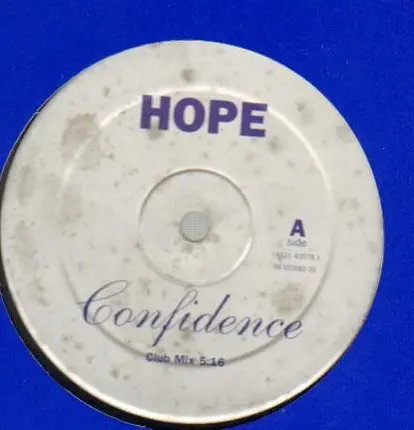 HOPE
A
side
Confidence
Club Mix 5:16